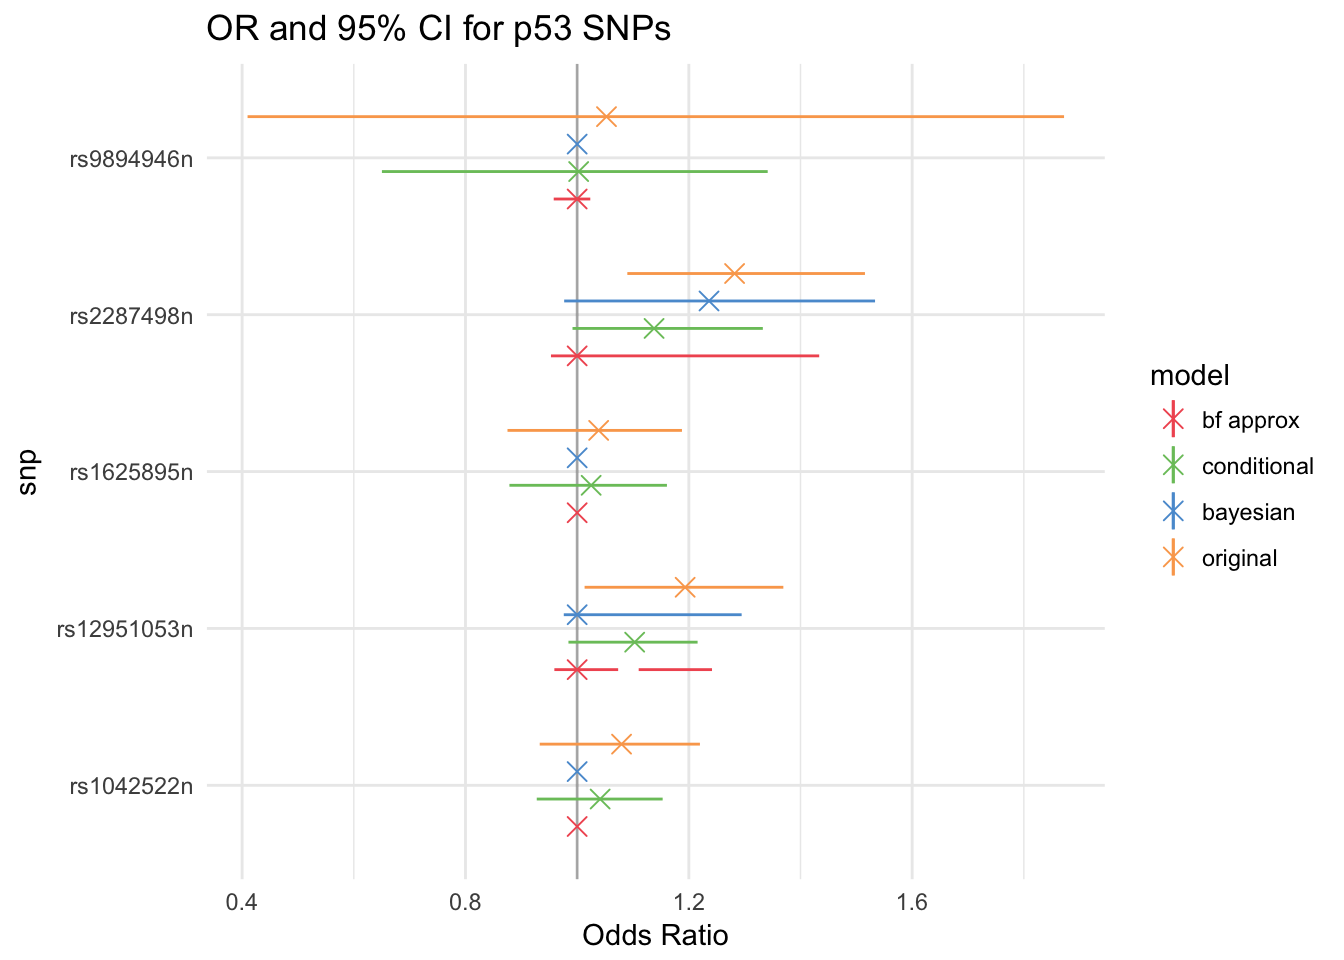 OR and 95% CI for p53 SNPs
snp
rs9894946n
rs2287498n
rs1625895n
rs12951053n
rs1042522n
0.4
0.8
1.2
1.6
Odds Ratio
model
bf approx
conditional
bayesian
original